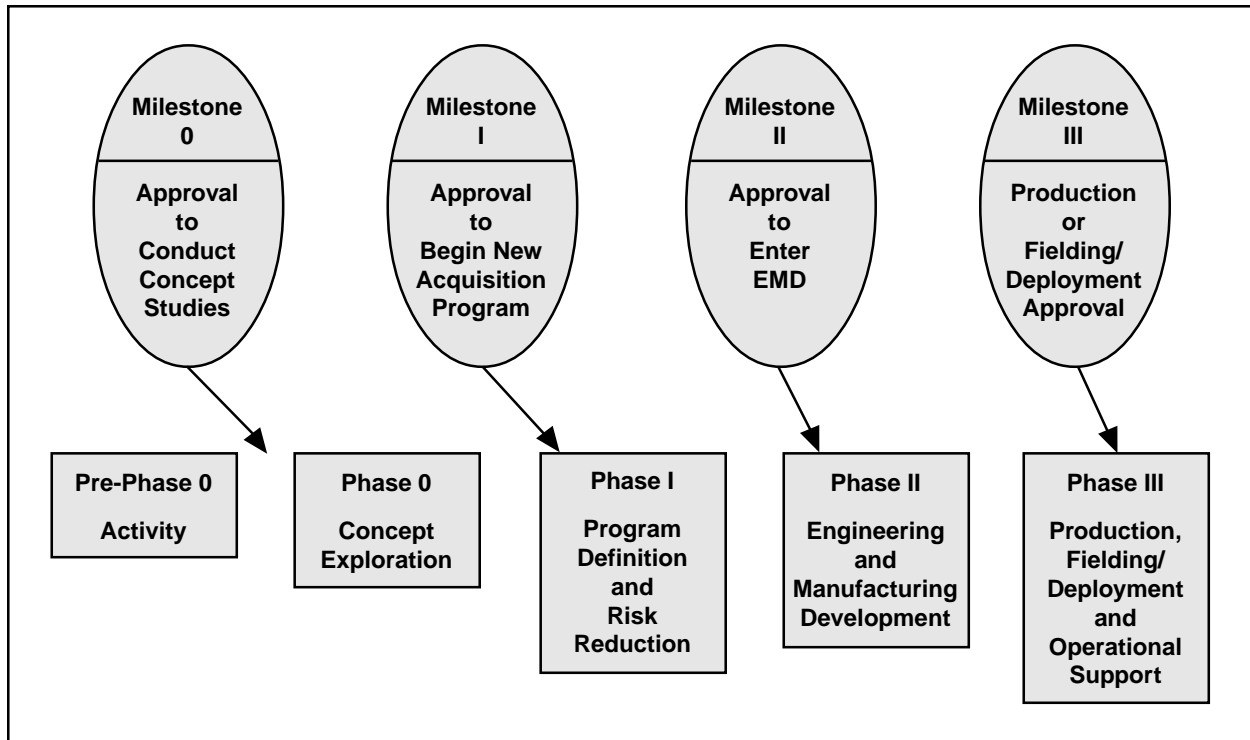 Milestone
0
Approval
to
Conduct
Concept
Studies
Milestone
I
Approval
to
Begin New
Acquisition
Program
Milestone
II
Approval
to
Enter
EMD
Milestone
III
Production
or
Fielding/
Deployment
Approval
Pre-Phase 0
Activity
Phase 0
Concept
Exploration
Phase I
Program
Definition
and
Risk
Reduction
Phase II
Engineering
and
Manufacturing
Development
Phase III
Production,
Fielding/
Deployment
and
Operational
Support